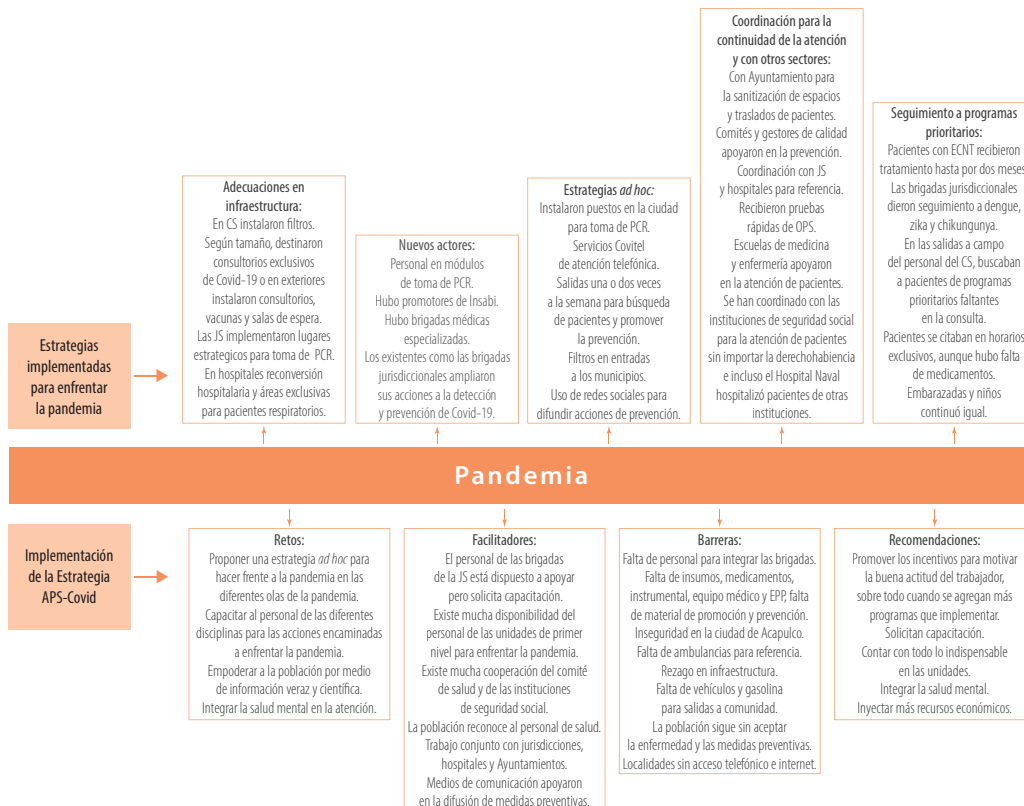 Estrategias
implementadas
para enfrentar
la pandemia
Adecuaciones en
infraestructura:
En CS instalaron filtros.
Según tamaño, destinaron
consultorios exclusivos
de Covid-19 o en exteriores
instalaron consultorios,
vacunas y salas de espera.
Las JS implementaron lugares
estrategicos para toma de PCR.
En hospitales reconversión
hospitalaria y áreas exclusivas
para pacientes respiratorios.
Nuevos actores:
Personal en módulos
de toma de PCR.
Hubo promotores de Insabi.
Hubo brigadas médicas
especializadas.
Los existentes como las brigadas
jurisdiccionales ampliaron
sus acciones a la detección
y prevención de Covid-19.
Estrategias ad hoc:
Instalaron puestos en la ciudad
para toma de PCR.
Servicios Covitel
de atención telefónica.
Salidas una o dos veces
a la semana para búsqueda
de pacientes y promover
la prevención.
Filtros en entradas
a los municipios.
Uso de redes sociales para
difundir acciones de prevención.
Coordinación para la
continuidad de la atención
y con otros sectores:
Con Ayuntamiento para
la sanitización de espacios
y traslados de pacientes.
Comités y gestores de calidad
apoyaron en la prevención.
Coordinación con JS
y hospitales para referencia.
Recibieron pruebas
rápidas de OPS.
Escuelas de medicina
y enfermería apoyaron
en la atención de pacientes.
Se han coordinado con las
instituciones de seguridad social
para la atención de pacientes
sin importar la derechohabiencia
e incluso el Hospital Naval
hospitalizó pacientes de otras
instituciones.
Seguimiento a programas
prioritarios:
Pacientes con ECNT recibieron
tratamiento hasta por dos meses.
Las brigadas jurisdiccionales
dieron seguimiento a dengue,
zika y chikungunya.
En las salidas a campo
del personal del CS, buscaban
a pacientes de programas
prioritarios faltantes
en la consulta.
Pacientes se citaban en horarios
exclusivos, aunque hubo falta
de medicamentos.
Embarazadas y niños
continuó igual.
Pandemia
Implementación
de la Estrategia
APS-Covid
Retos:
Proponer una estrategia ad hoc para
hacer frente a la pandemia en las
diferentes olas de la pandemia.
Capacitar al personal de las diferentes
disciplinas para las acciones encaminadas
a enfrentar la pandemia.
Empoderar a la población por medio
de información veraz y científica.
Integrar la salud mental en la atención.
Facilitadores:
El personal de las brigadas
de la JS está dispuesto a apoyar
pero solicita capacitación.
Existe mucha disponibilidad del
personal de las unidades de primer
nivel para enfrentar la pandemia.
Existe mucha cooperación del comité
de salud y de las instituciones
de seguridad social.
La población reconoce al personal de salud.
Trabajo conjunto con jurisdicciones,
hospitales y Ayuntamientos.
Medios de comunicación apoyaron
en la difusión de medidas preventivas.
Barreras:
Falta de personal para integrar las brigadas.
Falta de insumos, medicamentos,
instrumental, equipo médico y EPP, falta
de material de promoción y prevención.
Inseguridad en la ciudad de Acapulco.
Falta de ambulancias para referencia.
Rezago en infraestructura.
Falta de vehículos y gasolina
para salidas a comunidad.
La población sigue sin aceptar
la enfermedad y las medidas preventivas.
Localidades sin acceso telefónico e internet.
Recomendaciones:
Promover los incentivos para motivar
la buena actitud del trabajador,
sobre todo cuando se agregan más
programas que implementar.
Solicitan capacitación.
Contar con todo lo indispensable
en las unidades.
Integrar la salud mental.
Inyectar más recursos económicos.